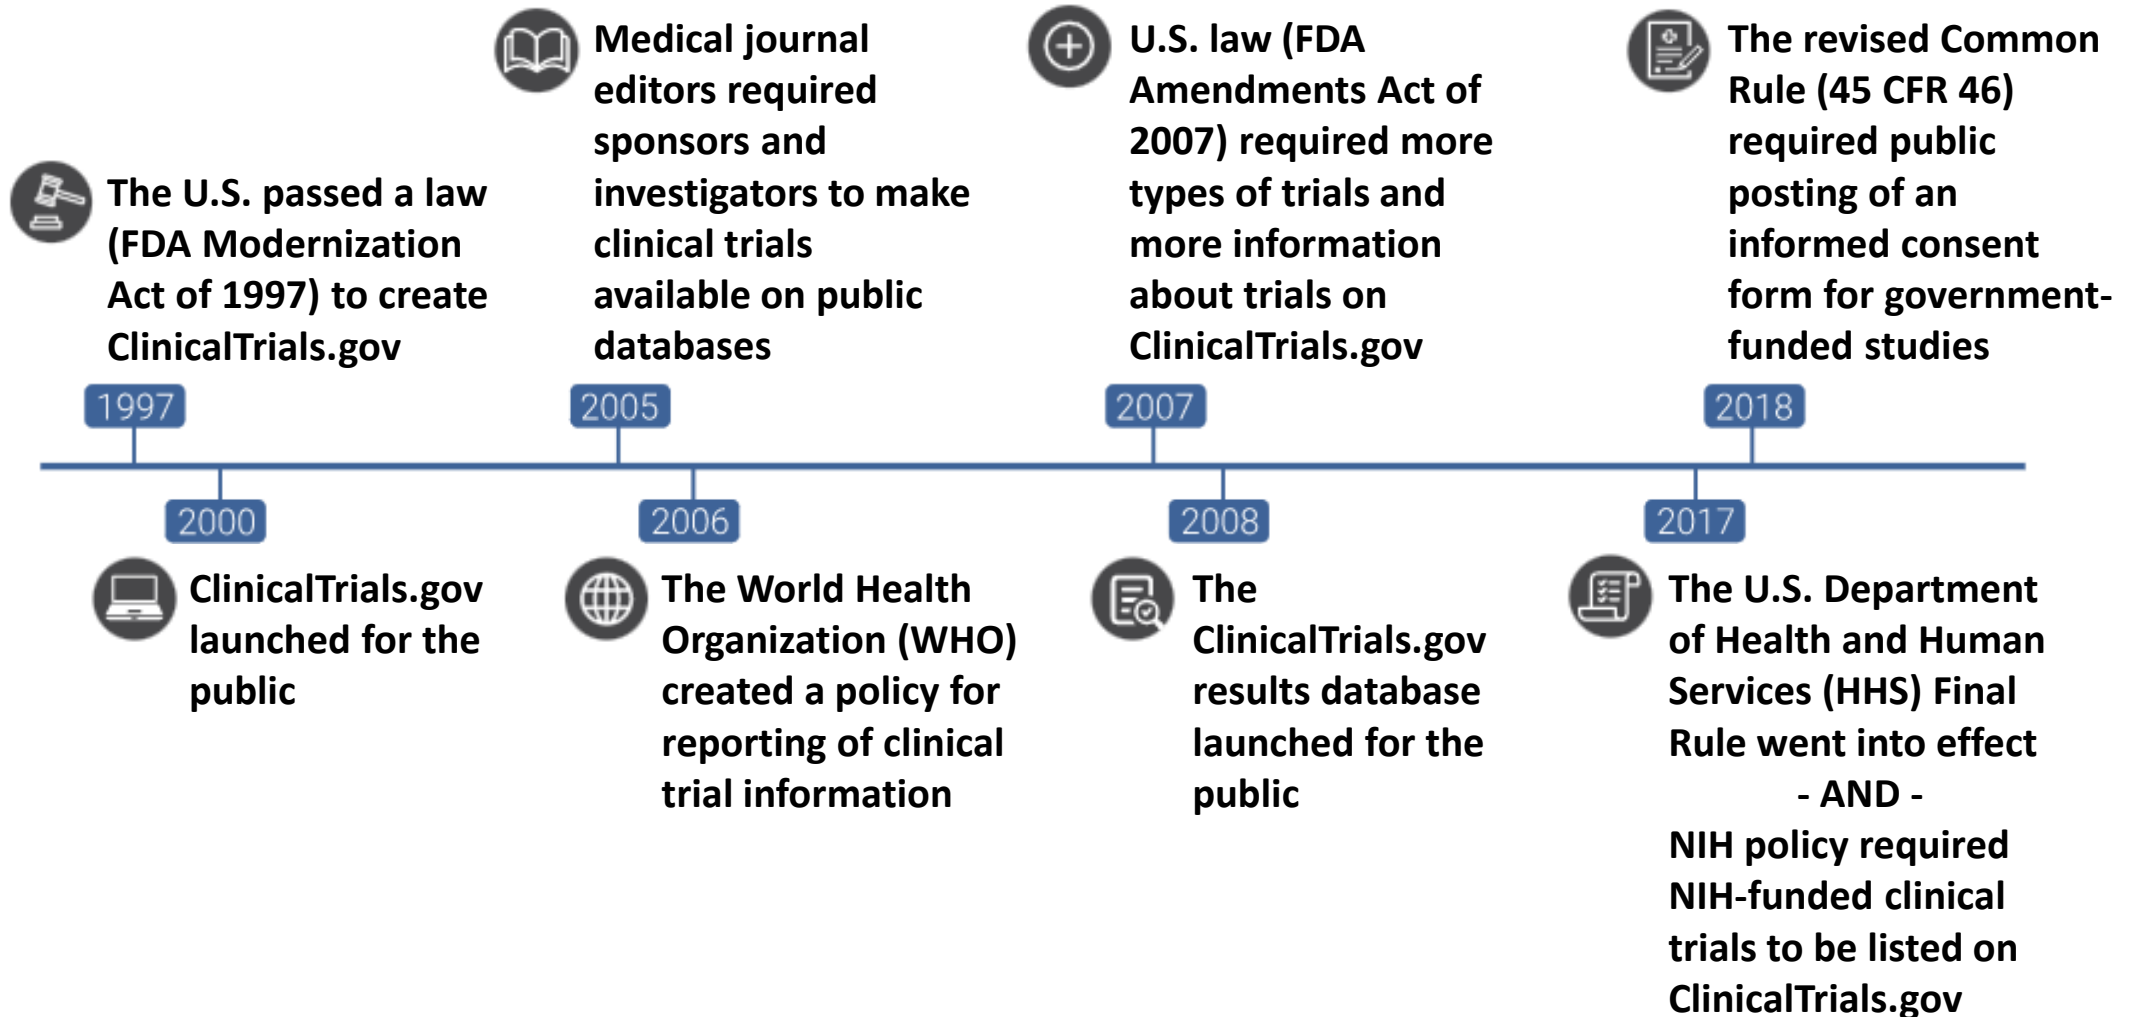 The U.S. passed a law
(FDA Modernization
Act of 1997) to create
ClinicalTrials.gov
1997
2000
ClinicalTrials.gov
launched for the
public
Medical journal
editors required
sponsors and
investigators to make
clinical trials
available on public
databases
2005
2006
The World Health
Organization (WHO)
created a policy for
reporting of clinical
trial information
U.S. law (FDA
Amendments Act of
2007) required more
types of trials and
more information
about trials on
ClinicalTrials.gov
2007
2008
The
ClinicalTrials.gov
results database
launched for the
public
2017
The U.S. Department
of Health and Human
Services (HHS) Final
Rule went into effect
- AND -
NIH policy required
NIH-funded clinical
trials to be listed on
ClinicalTrials.gov
The revised Common
Rule (45 CFR 46)
required public
posting of an
informed consent
form for government-
funded studies
2018